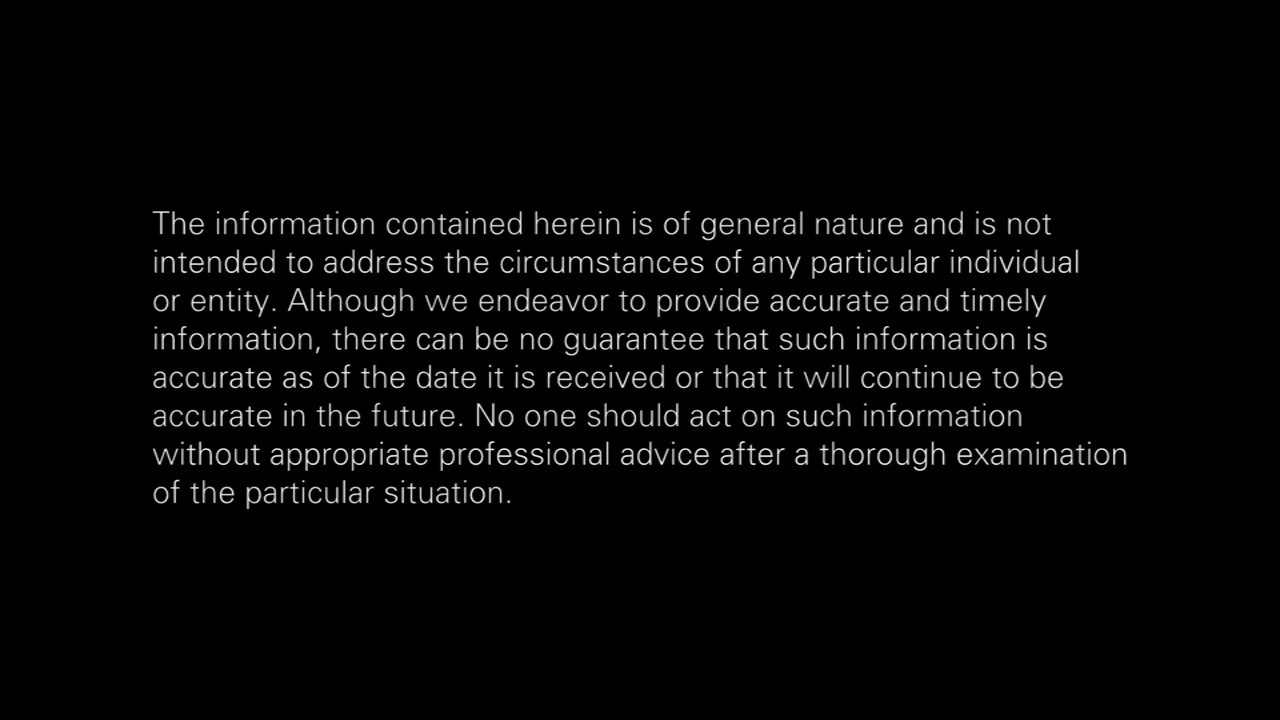 The information contained herein is of general nature and is not
intended to address the circumstances of any particular individual
or entity. Although we endeavor to provide accurate and timely
information, there can be no guarantee that such information is
accurate as of the date it is received or that it will continue to be
accurate in the future. No one should act on such information
without appropriate professional advice after a thorough examination
of the particular situation.